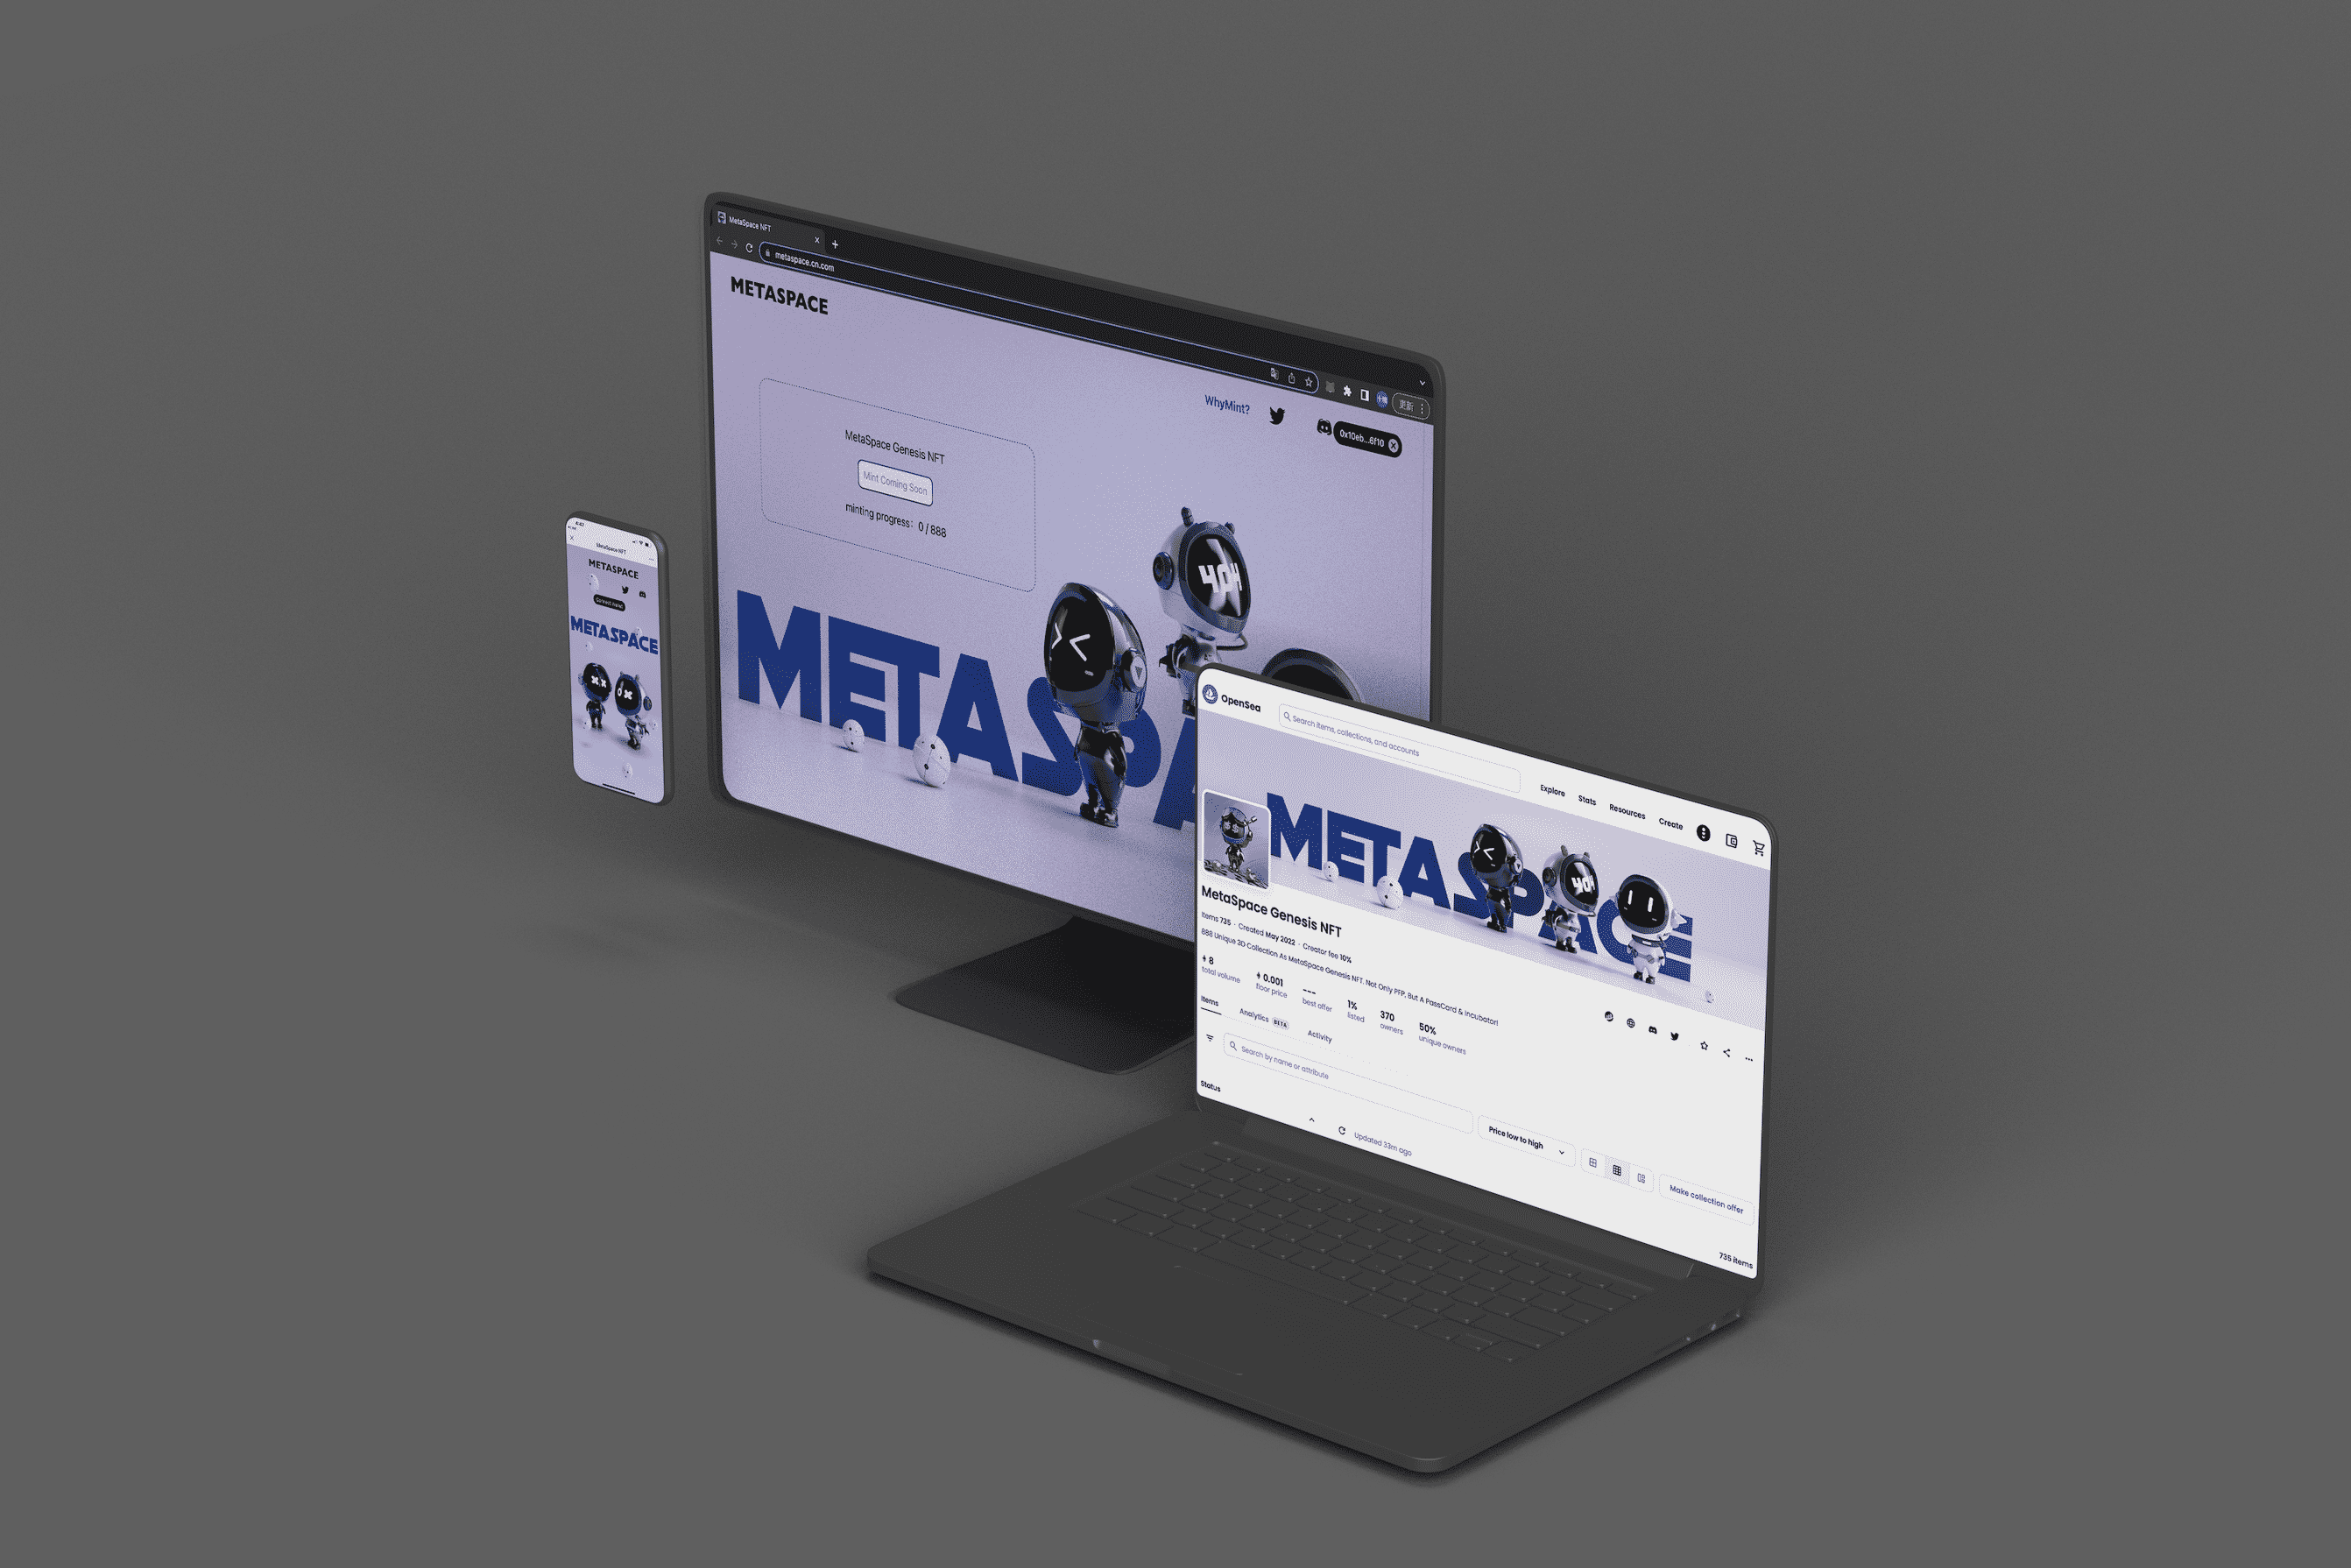 MetaSpace NFT
metaspace.cn.com
更新
METASPACE
WhyMint?
0x10eb...6f10
MetaSpace Genesis NFT
Mint Coming Soon
minting progress: 0 / 888
404
METASPA
MetaSpace NFT
METASPACE
METASPACE
OpenSea
Search items, collections, and accounts
Explore
Stats
Resources
Create
METASPACE
404
MetaSpace Genesis NFT
Items 735 · Created May 2022 · Creator fee 10%
888 Unique 3D Collection As MetaSpace Genesis NFT. Not Only PFP, But A PassCard & Incubator!
8
total volume
0.001
floor price
---
best offer
1%
listed
370
owners
50%
unique owners
Items
Analytics BETA
Activity
Search by name or attribute
Price low to high
Make collection offer
Status
Updated 33m ago
735 items